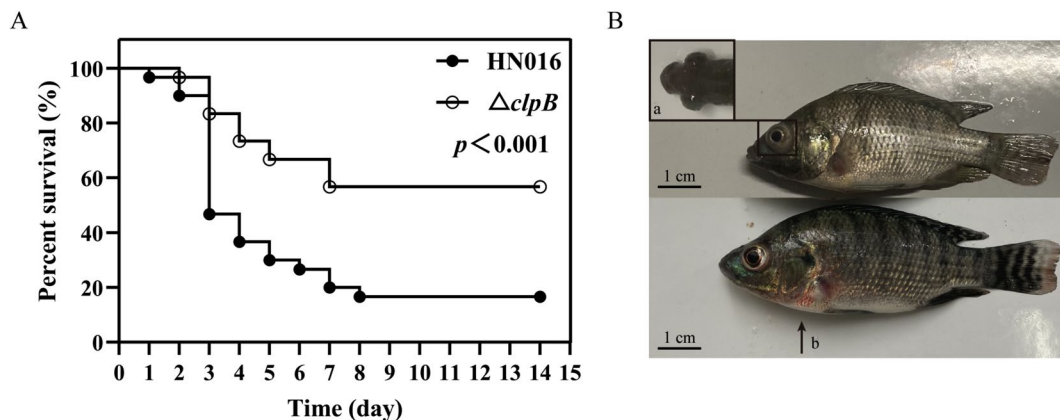 A
Percent survival (%)
100
80
60
40
20
0
HN016
△clpB
p<0.001
0 1 2 3 4 5 6 7 8 9 10 11 12 13 14 15
Time (day)
B
a
1 cm
1 cm
b